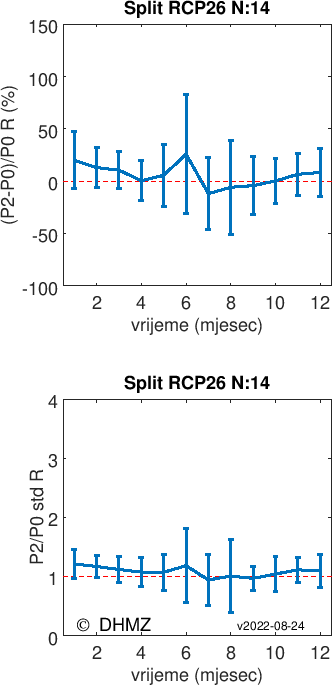 Split RCP26 N:14
(P2-P0)/P0 R (%)
150
100
50
0
-50
-100
2 4 6 8 10 12
vrijeme (mjesec)
Split RCP26 N:14
P2/P0 std R
4
3
2
1
0
© DHMZ
v2022-08-24
2 4 6 8 10 12
vrijeme (mjesec)